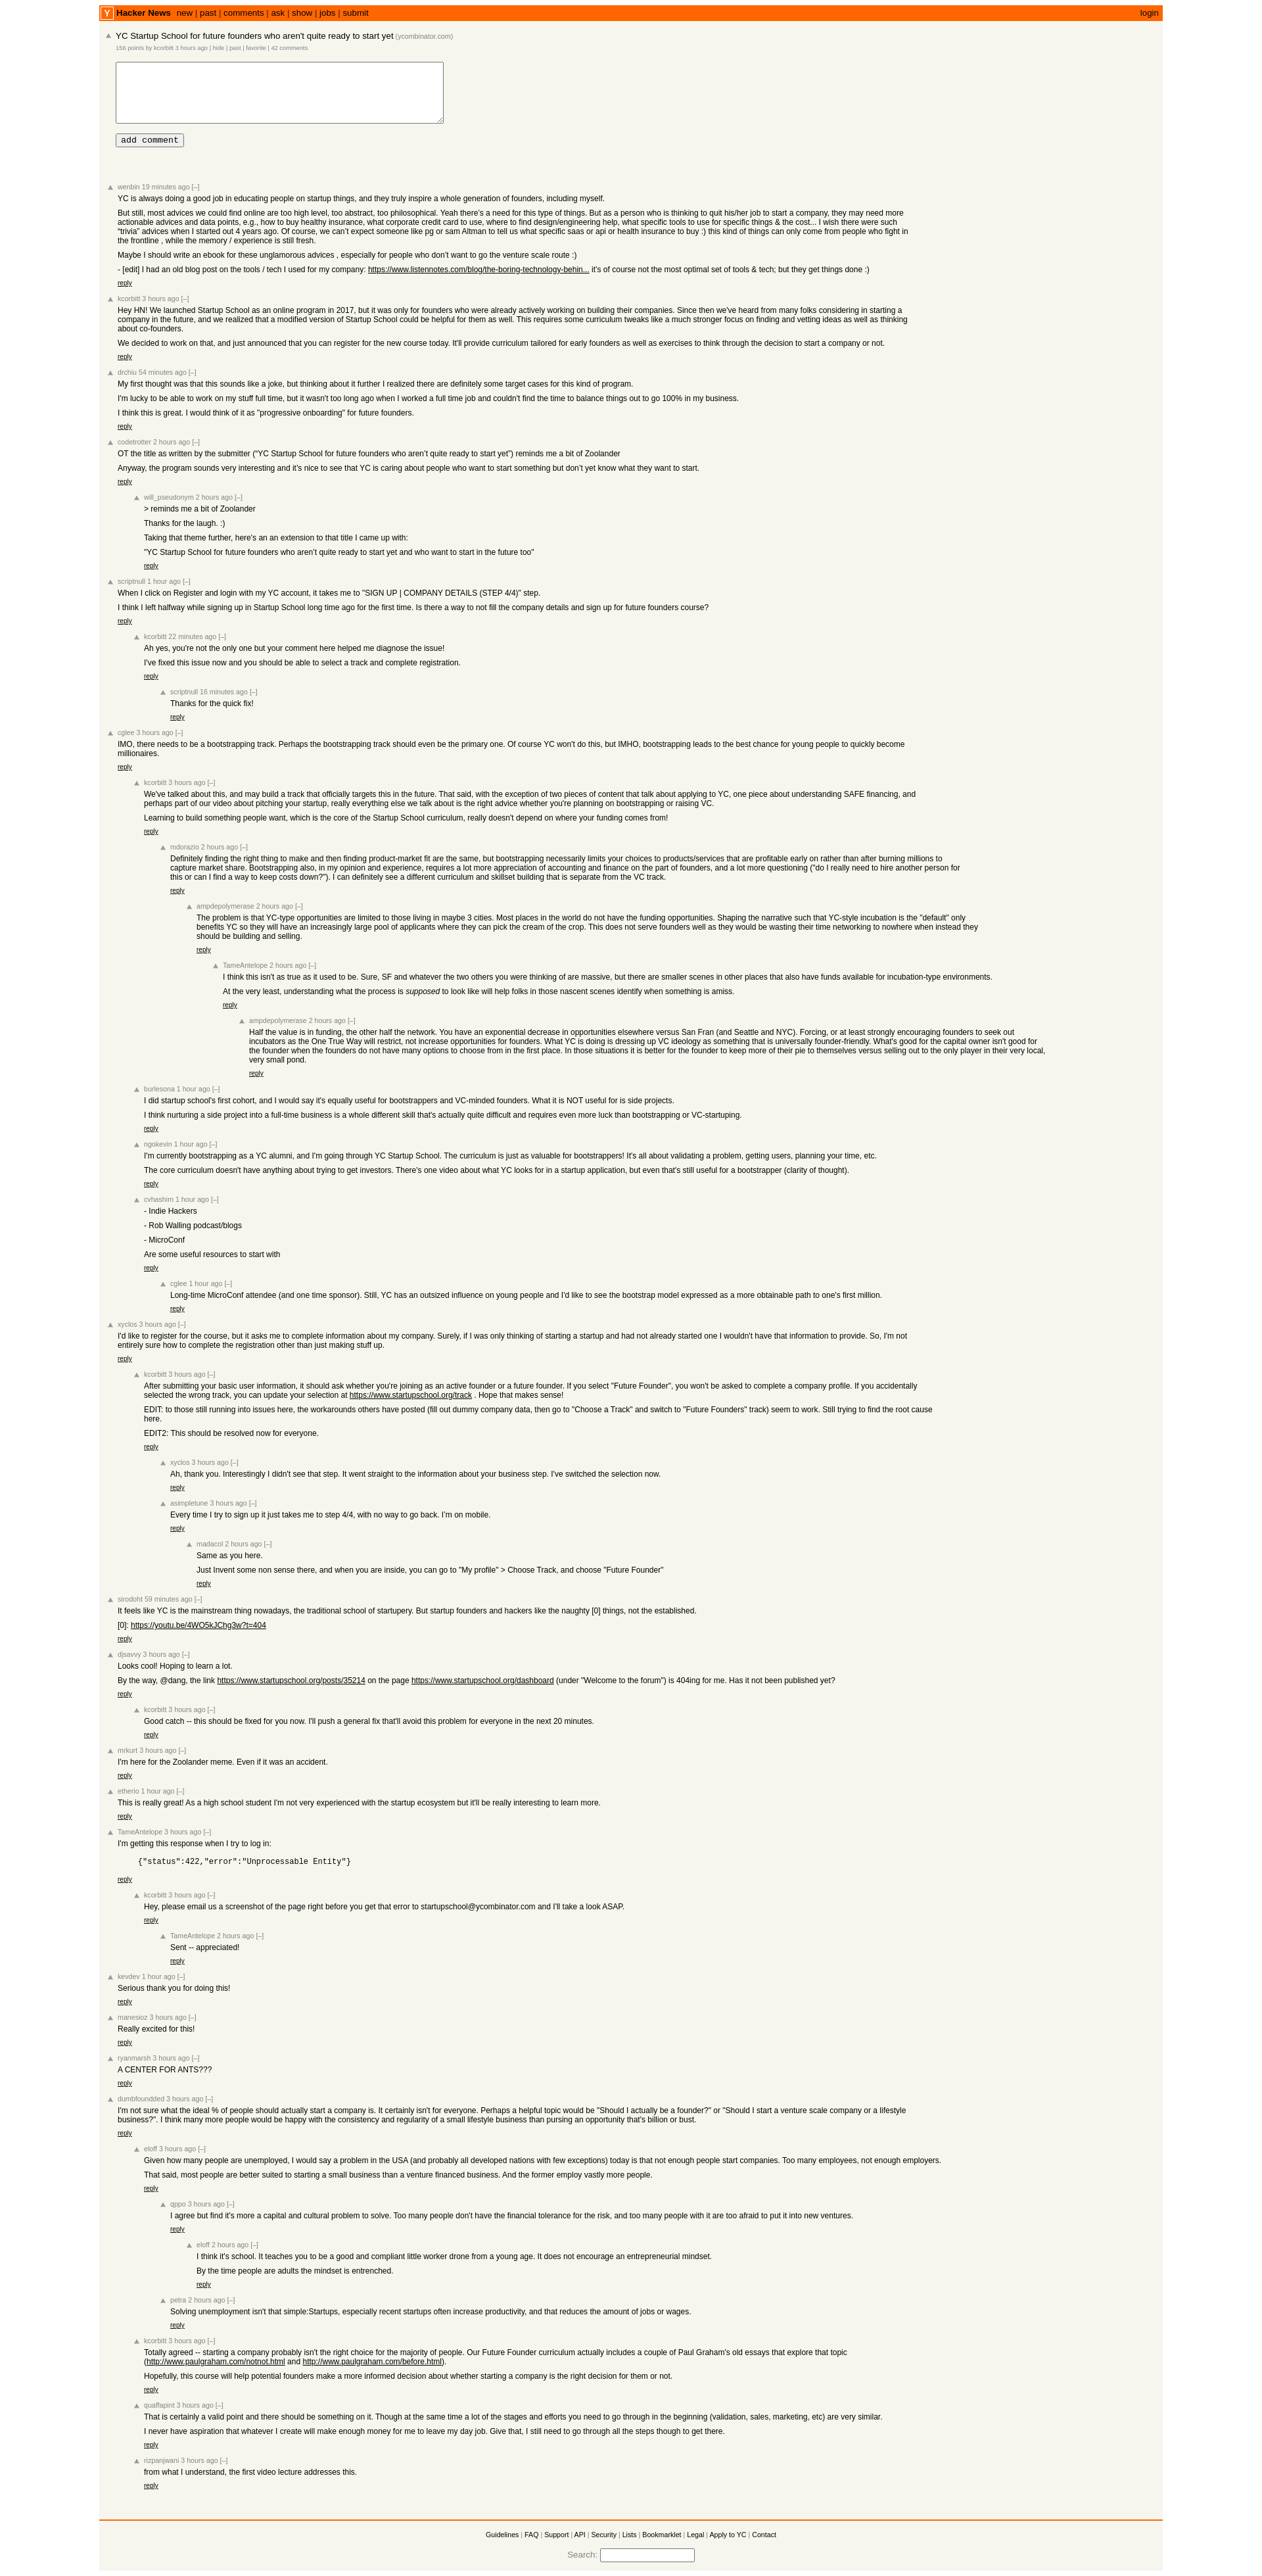 Y Hacker News new | past | comments | ask | show | jobs | submit login
YC Startup School for future founders who aren't quite ready to start yet (ycombinator.com)
156 points by kcorbitt 3 hours ago | hide | past | favorite | 42 comments
add comment
wenbin 19 minutes ago [–]
YC is always doing a good job in educating people on startup things, and they truly inspire a whole generation of founders, including myself.
But still, most advices we could find online are too high level, too abstract, too philosophical. Yeah there's a need for this type of things. But as a person who is thinking to quit his/her job to start a company, they may need more
actionable advices and data points, e.g., how to buy healthy insurance, what corporate credit card to use, where to find design/engineering help, what specific tools to use for specific things & the cost... I wish there were such
“trivia” advices when I started out 4 years ago. Of course, we can’t expect someone like pg or sam Altman to tell us what specific saas or api or health insurance to buy :) this kind of things can only come from people who fight in
the frontline , while the memory / experience is still fresh.
Maybe I should write an ebook for these unglamorous advices , especially for people who don’t want to go the venture scale route :)
- [edit] I had an old blog post on the tools / tech I used for my company: https://www.listennotes.com/blog/the-boring-technology-behin... it’s of course not the most optimal set of tools & tech; but they get things done :)
reply
kcorbitt 3 hours ago [–]
Hey HN! We launched Startup School as an online program in 2017, but it was only for founders who were already actively working on building their companies. Since then we've heard from many folks considering in starting a
company in the future, and we realized that a modified version of Startup School could be helpful for them as well. This requires some curriculum tweaks like a much stronger focus on finding and vetting ideas as well as thinking
about co-founders.
We decided to work on that, and just announced that you can register for the new course today. It'll provide curriculum tailored for early founders as well as exercises to think through the decision to start a company or not.
reply
drchiu 54 minutes ago [–]
My first thought was that this sounds like a joke, but thinking about it further I realized there are definitely some target cases for this kind of program.
I'm lucky to be able to work on my stuff full time, but it wasn't too long ago when I worked a full time job and couldn't find the time to balance things out to go 100% in my business.
I think this is great. I would think of it as "progressive onboarding" for future founders.
reply
codetrotter 2 hours ago [–]
OT the title as written by the submitter (“YC Startup School for future founders who aren’t quite ready to start yet”) reminds me a bit of Zoolander
Anyway, the program sounds very interesting and it’s nice to see that YC is caring about people who want to start something but don’t yet know what they want to start.
reply
will_pseudonym 2 hours ago [–]
> reminds me a bit of Zoolander
Thanks for the laugh. :)
Taking that theme further, here's an an extension to that title I came up with:
"YC Startup School for future founders who aren’t quite ready to start yet and who want to start in the future too"
reply
scriptnull 1 hour ago [–]
When I click on Register and login with my YC account, it takes me to "SIGN UP | COMPANY DETAILS (STEP 4/4)" step.
I think I left halfway while signing up in Startup School long time ago for the first time. Is there a way to not fill the company details and sign up for future founders course?
reply
kcorbitt 22 minutes ago [–]
Ah yes, you're not the only one but your comment here helped me diagnose the issue!
I've fixed this issue now and you should be able to select a track and complete registration.
reply
scriptnull 16 minutes ago [–]
Thanks for the quick fix!
reply
cglee 3 hours ago [–]
IMO, there needs to be a bootstrapping track. Perhaps the bootstrapping track should even be the primary one. Of course YC won't do this, but IMHO, bootstrapping leads to the best chance for young people to quickly become
millionaires.
reply
kcorbitt 3 hours ago [–]
We've talked about this, and may build a track that officially targets this in the future. That said, with the exception of two pieces of content that talk about applying to YC, one piece about understanding SAFE financing, and
perhaps part of our video about pitching your startup, really everything else we talk about is the right advice whether you're planning on bootstrapping or raising VC.
Learning to build something people want, which is the core of the Startup School curriculum, really doesn't depend on where your funding comes from!
reply
mdorazio 2 hours ago [–]
Definitely finding the right thing to make and then finding product-market fit are the same, but bootstrapping necessarily limits your choices to products/services that are profitable early on rather than after burning millions to
capture market share. Bootstrapping also, in my opinion and experience, requires a lot more appreciation of accounting and finance on the part of founders, and a lot more questioning ("do I really need to hire another person of
this or can I find a way to keep costs down?"). I can definitely see a different curriculum and skillset building that is separate from the VC track.
reply
ampdepolymerase 2 hours ago [–]
The problem is that YC-type opportunities are limited to those living in maybe 3 cities. Most places in the world do not have the funding opportunities. Shaping the narrative such that YC-style incubation is the "default" only
benefits YC so they will have an increasingly large pool of applicants where they can pick the cream of the crop. This does not serve founders well as they would be wasting their time networking to nowhere when instead they
should be building and selling.
reply
TameAntelope 2 hours ago [–]
I think this isn't as true as it used to be. Sure, SF and whatever the two others you were thinking of are massive, but there are smaller scenes in other places that also have funds available for incubation-type environments.
At the very least, understanding what the process is supposed to look like will help folks in those nascent scenes identify when something is amiss.
reply
ampdepolymerase 2 hours ago [–]
Half the value is in funding, the other half the network. You have an exponential decrease in opportunities elsewhere versus San Fran (and Seattle and NYC). Forcing, or at least strongly encouraging founders to seek out
incubators as the One True Way will restrict, not increase opportunities for founders. What YC is doing is dressing up VC ideology as something that is universally founder-friendly. What's good for the capital owner isn't good for
the founder when the founders do not have many options to choose from in the first place. In those situations it is better for the founder to keep more of their pie to themselves versus selling out to the only player in their very local,
very small pond.
reply
burlesona 1 hour ago [–]
I did startup school's first cohort, and I would say it's equally useful for bootstrappers and VC-minded founders. What it is NOT useful for is side projects.
I think nurturing a side project into a full-time business is a whole different skill that's actually quite difficult and requires even more luck than bootstrapping or VC-startuping.
reply
ngokevin 1 hour ago [–]
I'm currently bootstrapping as a YC alumni, and I'm going through YC Startup School. The curriculum is just as valuable for bootstrappers! It's all about validating a problem, getting users, planning your time, etc.
The core curriculum doesn't have anything about trying to get investors. There's one video about what YC looks for in a startup application, but even that's still useful for a bootstrapper (clarity of thought).
reply
cvhashim 1 hour ago [–]
- Indie Hackers
- Rob Walling podcast/blogs
- MicroConf
Are some useful resources to start with
reply
cglee 1 hour ago [–]
Long-time MicroConf attendee (and one time sponsor). Still, YC has an outsized influence on young people and I'd like to see the bootstrap model expressed as a more obtainable path to one's first million.
reply
xyclos 3 hours ago [–]
I'd like to register for the course, but it asks me to complete information about my company. Surely, if I was only thinking of starting a startup and had not already started one I wouldn't have that information to provide. So, I'm not
entirely sure how to complete the registration other than just making stuff up.
reply
kcorbitt 3 hours ago [–]
After submitting your basic user information, it should ask whether you're joining as an active founder or a future founder. If you select "Future Founder", you won't be asked to complete a company profile. If you accidentally
selected the wrong track, you can update your selection at https://www.startupschool.org/track . Hope that makes sense!
EDIT: to those still running into issues here, the workarounds others have posted (fill out dummy company data, then go to "Choose a Track" and switch to "Future Founders" track) seem to work. Still trying to find the root cause
here.
EDIT2: This should be resolved now for everyone.
reply
xyclos 3 hours ago [–]
Ah, thank you. Interestingly I didn't see that step. It went straight to the information about your business step. I've switched the selection now.
reply
asimpletune 3 hours ago [–]
Every time I try to sign up it just takes me to step 4/4, with no way to go back. I’m on mobile.
reply
madacol 2 hours ago [–]
Same as you here.
Just Invent some non sense there, and when you are inside, you can go to "My profile" > Choose Track, and choose "Future Founder"
reply
sirodoht 59 minutes ago [–]
It feels like YC is the mainstream thing nowadays, the traditional school of startupery. But startup founders and hackers like the naughty [0] things, not the established.
[0]: https://youtu.be/4WO5kJChg3w?t=404
reply
djsavvy 3 hours ago [–]
Looks cool! Hoping to learn a lot.
By the way, @dang, the link https://www.startupschool.org/posts/35214 on the page https://www.startupschool.org/dashboard (under "Welcome to the forum") is 404ing for me. Has it not been published yet?
reply
kcorbitt 3 hours ago [–]
Good catch -- this should be fixed for you now. I'll push a general fix that'll avoid this problem for everyone in the next 20 minutes.
reply
mrkurt 3 hours ago [–]
I'm here for the Zoolander meme. Even if it was an accident.
reply
etherio 1 hour ago [–]
This is really great! As a high school student I'm not very experienced with the startup ecosystem but it'll be really interesting to learn more.
reply
TameAntelope 3 hours ago [–]
I'm getting this response when I try to log in:
{"status":422,"error":"Unprocessable Entity"}
reply
kcorbitt 3 hours ago [–]
Hey, please email us a screenshot of the page right before you get that error to startupschool@ycombinator.com and I'll take a look ASAP.
reply
TameAntelope 2 hours ago [–]
Sent -- appreciated!
reply
kevdev 1 hour ago [–]
Serious thank you for doing this!
reply
manesioz 3 hours ago [–]
Really excited for this!
reply
ryanmarsh 3 hours ago [–]
A CENTER FOR ANTS???
reply
dumbfoundded 3 hours ago [–]
I'm not sure what the ideal % of people should actually start a company is. It certainly isn't for everyone. Perhaps a helpful topic would be "Should I actually be a founder?" or "Should I start a venture scale company or a lifestyle
business?". I think many more people would be happy with the consistency and regularity of a small lifestyle business than pursing an opportunity that's billion or bust.
reply
eloff 3 hours ago [–]
Given how many people are unemployed, I would say a problem in the USA (and probably all developed nations with few exceptions) today is that not enough people start companies. Too many employees, not enough employers.
That said, most people are better suited to starting a small business than a venture financed business. And the former employ vastly more people.
reply
qppo 3 hours ago [–]
I agree but find it's more a capital and cultural problem to solve. Too many people don't have the financial tolerance for the risk, and too many people with it are too afraid to put it into new ventures.
reply
eloff 2 hours ago [–]
I think it's school. It teaches you to be a good and compliant little worker drone from a young age. It does not encourage an entrepreneurial mindset.
By the time people are adults the mindset is entrenched.
reply
petra 2 hours ago [–]
Solving unemployment isn't that simple:Startups, especially recent startups often increase productivity, and that reduces the amount of jobs or wages.
reply
kcorbitt 3 hours ago [–]
Totally agreed -- starting a company probably isn't the right choice for the majority of people. Our Future Founder curriculum actually includes a couple of Paul Graham's old essays that explore that topic
(http://www.paulgraham.com/notnot.html and http://www.paulgraham.com/before.html).
Hopefully, this course will help potential founders make a more informed decision about whether starting a company is the right decision for them or not.
reply
quaffapint 3 hours ago [–]
That is certainly a valid point and there should be something on it. Though at the same time a lot of the stages and efforts you need to go through in the beginning (validation, sales, marketing, etc) are very similar.
I never have aspiration that whatever I create will make enough money for me to leave my day job. Give that, I still need to go through all the steps though to get there.
reply
rizpanjwani 3 hours ago [–]
from what I understand, the first video lecture addresses this.
reply
Guidelines | FAQ | Support | API | Security | Lists | Bookmarklet | Legal | Apply to YC | Contact
Search: